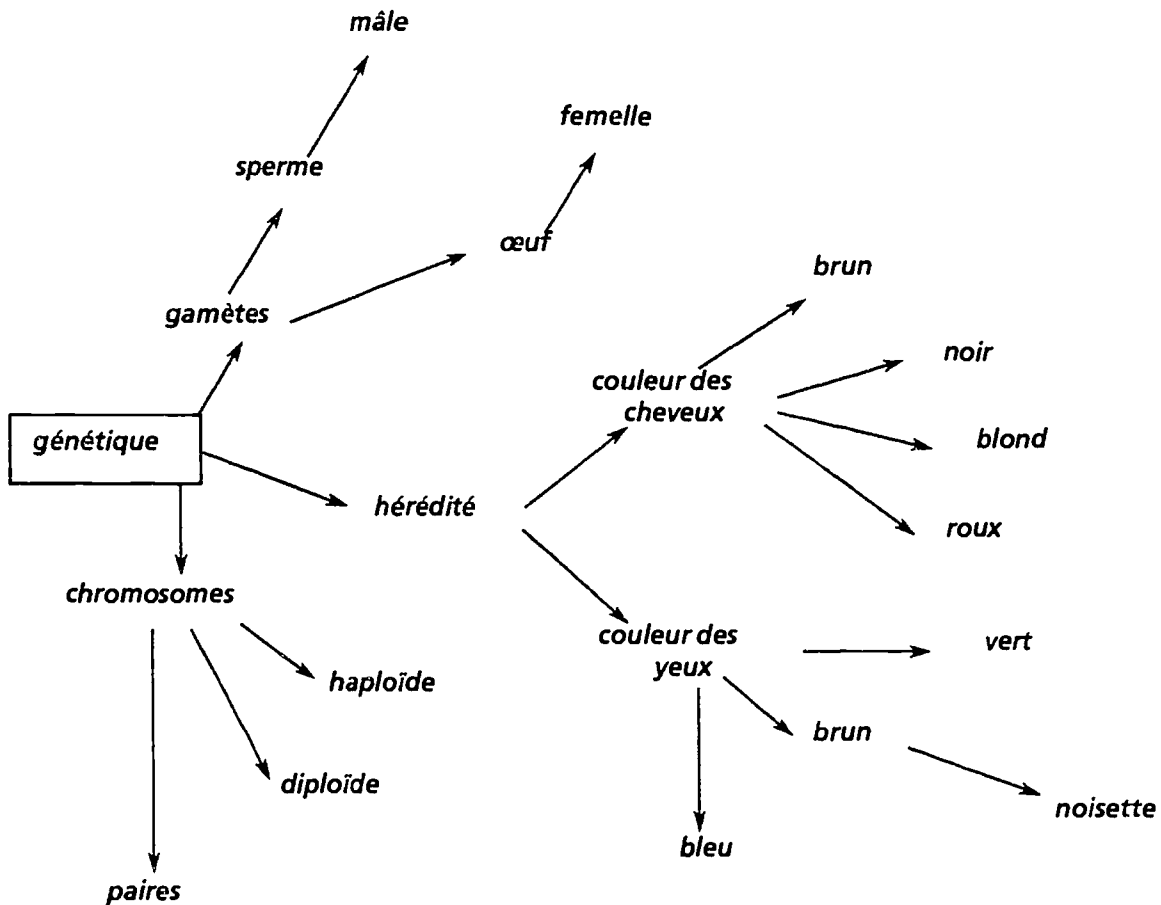 mâle
femelle
sperme
œuf
brun
gamètes
noir
couleur des
cheveux
génétique
blond
hérédité
roux
chromosomes
couleur des
yeux
vert
haploïde
brun
diploïde
noisette
bleu
paires